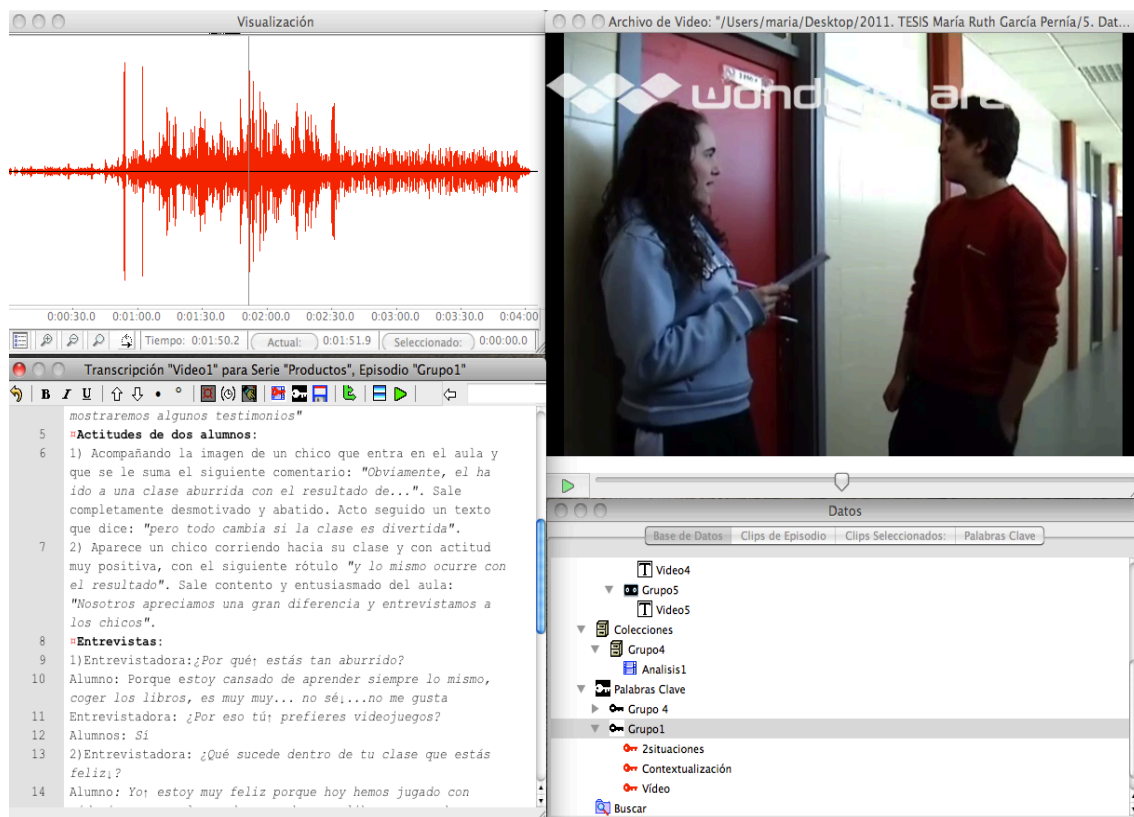 Visualización
0:00:30.0 0:01:00.0 0:01:30.0 0:02:00.0 0:02:30.0 0:03:00.0 0:03:30.0 0:04:00
Tiempo: 0:01:50.2 Actual: 0:01:51.9 Seleccionado: 0:00:00.0
Archivo de Video: "/Users/maria/Desktop/2011. TESIS María Ruth García Pernía/5. Dat...
Transcripción "Video1" para Serie "Productos", Episodio "Grupo1"
B I U
mostraremos algunos testimonios"
5 ¤Actitudes de dos alumnos:
6 1) Acompañando la imagen de un chico que entra en el aula y
que se le suma el siguiente comentario: "Obviamente, el ha
ido a una clase aburrida con el resultado de...". Sale
completamente desmotivado y abatido. Acto seguido un texto
que dice: "pero todo cambia si la clase es divertida".
7 2) Aparece un chico corriendo hacia su clase y con actitud
muy positiva, con el siguiente rótulo "y lo mismo ocurre con
el resultado". Sale contento y entusiasmado del aula:
"Nosotros apreciamos una gran diferencia y entrevistamos a
los chicos".
8 ¤Entrevistas:
9 1)Entrevistadora:¿Por qué↑ estás tan aburrido?
10 Alumno: Porque estoy cansado de aprender siempre lo mismo,
coger los libros, es muy muy... no sé↓...no me gusta
11 Entrevistadora: ¿Por eso tú↑ prefieres videojuegos?
12 Alumnos: Si
13 2)Entrevistadora: ¿Qué sucede dentro de tu clase que estás
feliz↓?
14 Alumno: Yo↑ estoy muy feliz porque hoy hemos jugado con
Datos
Base de Datos Clips de Episodio Clips Seleccionados: Palabras Clave
Video4
Grupo5
Video5
Colecciones
Grupo4
Analisis1
Palabras Clave
Grupo 4
Grupo1
2situaciones
Contextualización
Vídeo
Buscar